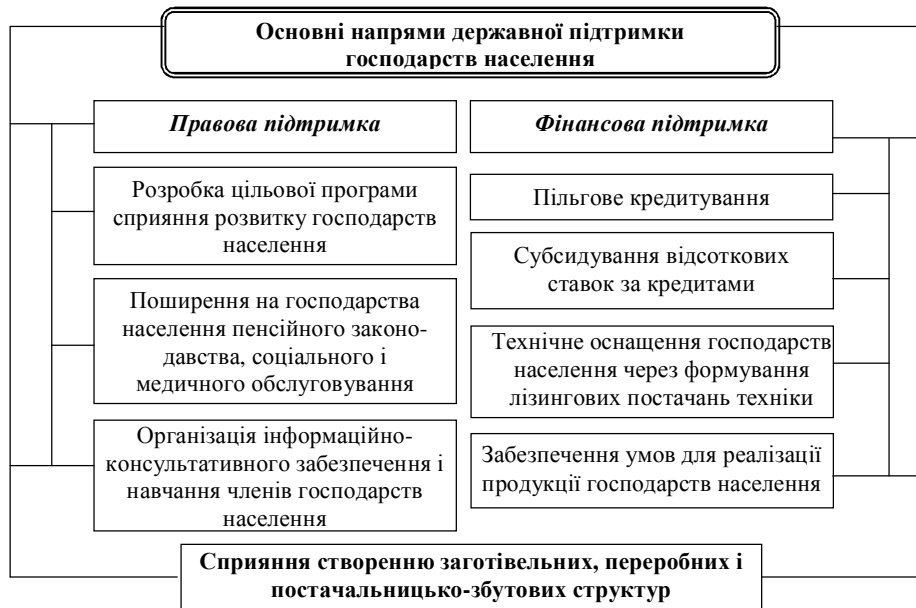 Основні напрями державної підтримки
господарств населення
Правова підтримка
Розробка цільової програми
сприяння розвитку господарств
населення
Поширення на господарства
населення пенсійного законо-
давства, соціального і
медичного обслуговування
Організація інформаційно-
консультативного забезпечення і
навчання членів господарств
населення
Фінансова підтримка
Пільгове кредитування
Субсидування відсоткових
ставок за кредитами
Технічне оснащення господарств
населення через формування
лізингових постачань техніки
Забезпечення умов для реалізації
продукції господарств населення
Сприяння створенню заготівельних, переробних і
постачальницько-збутових структур